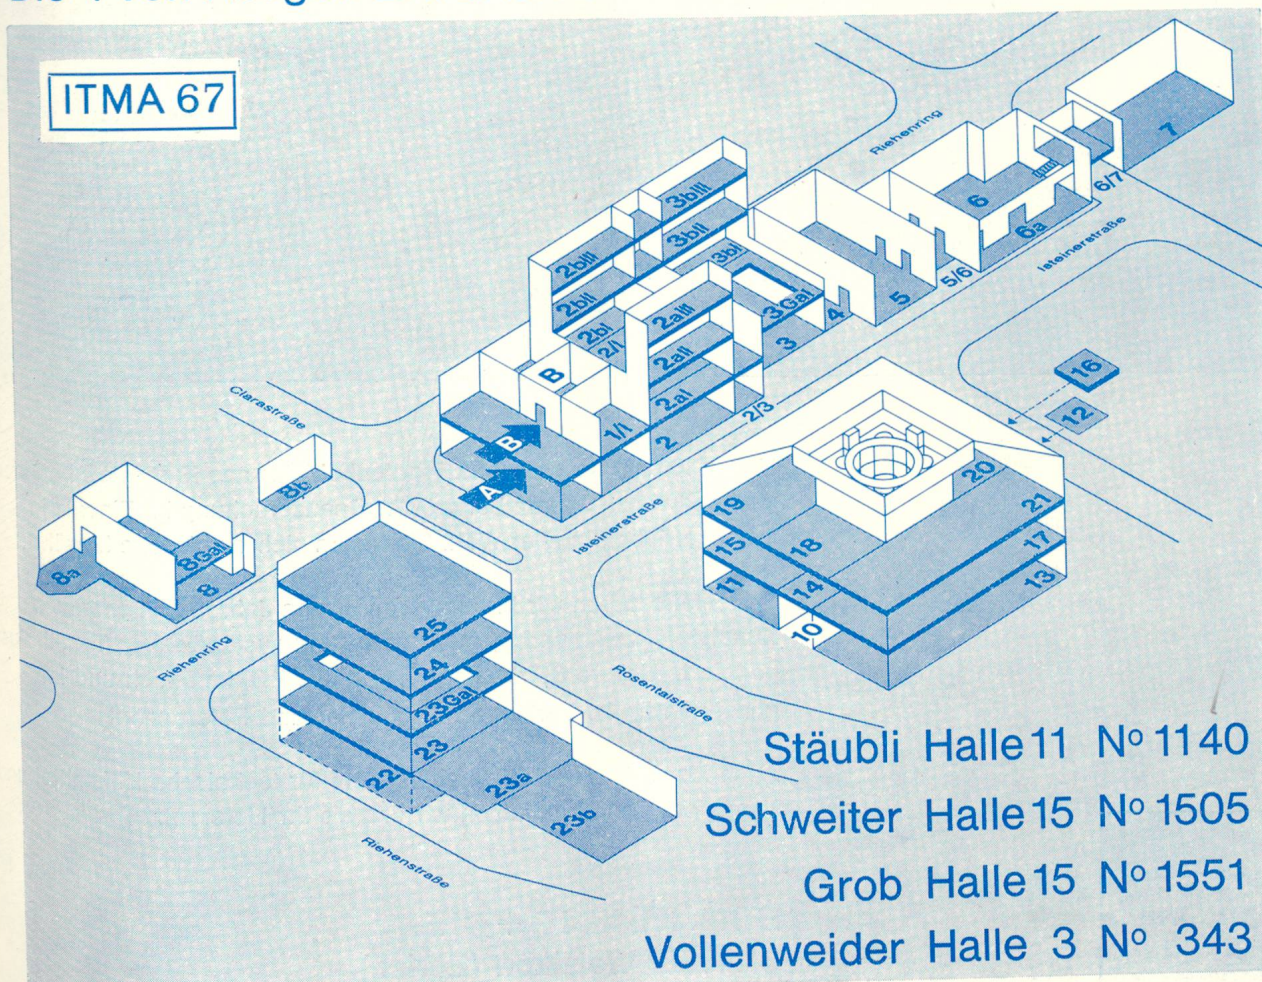 ITMA 67
Riehenring
7
6/7
6
6a
Isteinerstraße
5/6
5
4
3bIII
3bII
3bI
3Gal
3
2bIII
2bII
2bI
2/I
2aIII
2aII
2aI
2/3
2
1/I
B
B
A
16
12
Clarastraße
8b
8a
8Gal
8
Riehenring
Isteinerstraße
19
20
21
15
18
17
11
14
13
10
25
24
23Gal
23
22
23a
23b
Rosentalstraße
Riehenstraße
Stäubli Halle 11 Nº 1140
Schweiter Halle 15 Nº 1505
Grob Halle 15 Nº 1551
Vollenweider Halle 3 Nº 343